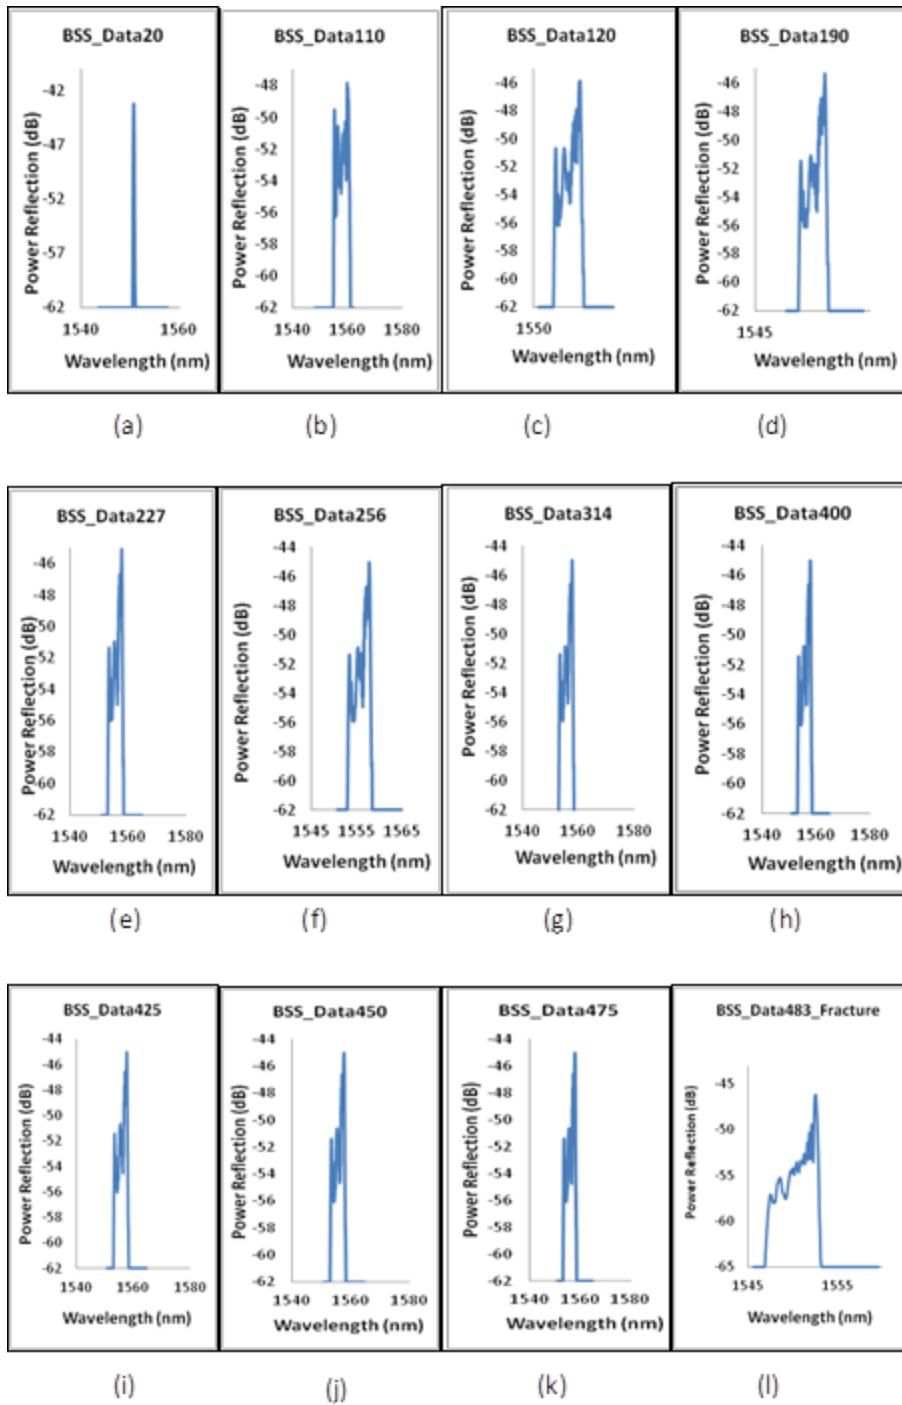 BSS_Data20
Power Reflection (dB)
-42
-47
-52
-57
-62
1540 1560
Wavelength (nm)
(a)
BSS_Data110
Power Reflection (dB)
-48
-50
-52
-54
-56
-58
-60
-62
1540 1560 1580
Wavelength (nm)
(b)
BSS_Data120
Power Reflection (dB)
-46
-48
-50
-52
-54
-56
-58
-60
-62
1550
Wavelength (nm)
(c)
BSS_Data190
Power Reflection (dB)
-46
-48
-50
-52
-54
-56
-58
-60
-62
1545
Wavelength (nm)
(d)
BSS_Data227
Power Reflection (dB)
-46
-48
-50
-52
-54
-56
-58
-60
-62
1540 1560 1580
Wavelength (nm)
(e)
BSS_Data256
Power Reflection (dB)
-44
-46
-48
-50
-52
-54
-56
-58
-60
-62
1545 1555 1565
Wavelength (nm)
(f)
BSS_Data314
Power Reflection (dB)
-44
-46
-48
-50
-52
-54
-56
-58
-60
-62
1540 1560 1580
Wavelength (nm)
(g)
BSS_Data400
Power Reflection (dB)
-44
-46
-48
-50
-52
-54
-56
-58
-60
-62
1540 1560 1580
Wavelength (nm)
(h)
BSS_Data425
Power Reflection (dB)
-44
-46
-48
-50
-52
-54
-56
-58
-60
-62
1540 1560 1580
Wavelength (nm)
(i)
BSS_Data450
Power Reflection (dB)
-44
-46
-48
-50
-52
-54
-56
-58
-60
-62
1540 1560 1580
Wavelength (nm)
(j)
BSS_Data475
Power Reflection (dB)
-44
-46
-48
-50
-52
-54
-56
-58
-60
-62
1540 1560 1580
Wavelength (nm)
(k)
BSS_Data483_Fracture
Power Reflection (dB)
-45
-50
-55
-60
-65
1545 1555
Wavelength (nm)
(l)